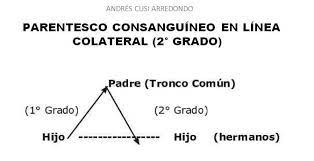 ANDRÉS CUSI ARREDONDO
PARENTESCO CONSANGUÍNEO EN LÍNEA
COLATERAL (2° GRADO)
Padre (Tronco Común)
(1° Grado) (2° Grado)
Hijo Hijo (hermanos)